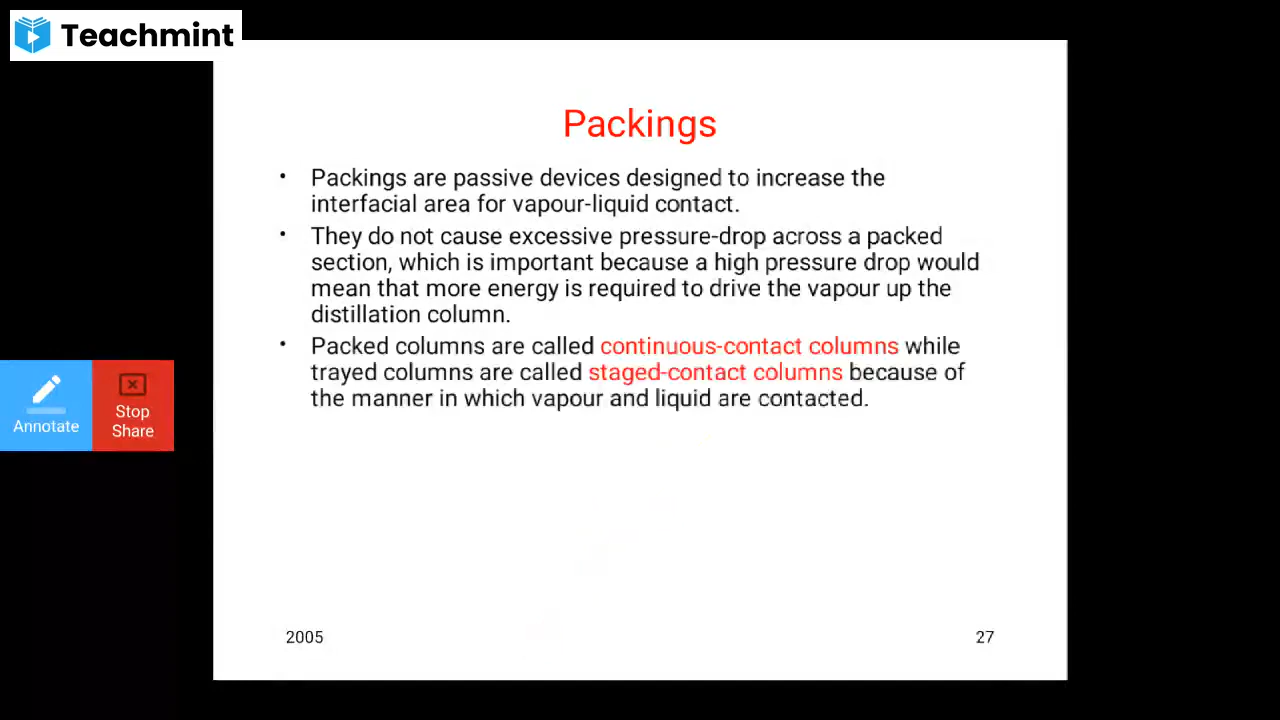 Teachmint
Packings
• Packings are passive devices designed to increase the
interfacial area for vapour-liquid contact.
• They do not cause excessive pressure-drop across a packed
section, which is important because a high pressure drop would
mean that more energy is required to drive the vapour up the
distillation column.
• Packed columns are called continuous-contact columns while
trayed columns are called staged-contact columns because of
the manner in which vapour and liquid are contacted.
Annotate
Stop
Share
2005
27